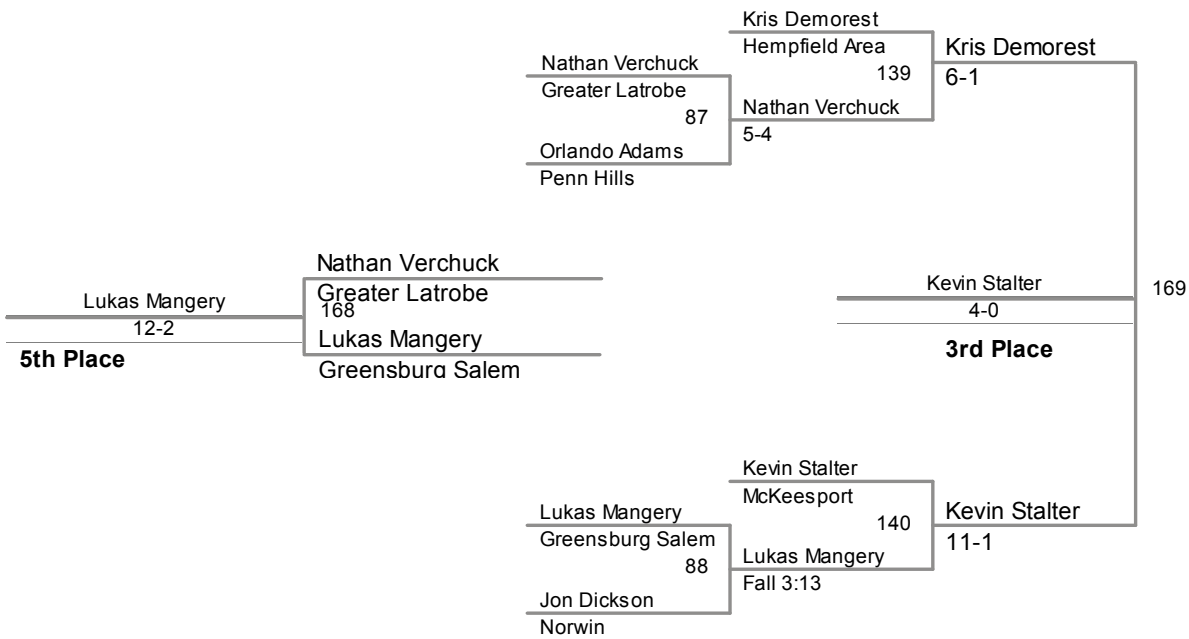 Kris Demorest
Hempfield Area
139
Kris Demorest
6-1
Nathan Verchuck
Greater Latrobe
87
Nathan Verchuck
5-4
Orlando Adams
Penn Hills
Nathan Verchuck
Greater Latrobe
168
Lukas Mangery
12-2
5th Place
Lukas Mangery
Greensburg Salem
Kevin Stalter
4-0
3rd Place
169
Kevin Stalter
McKeesport
140
Kevin Stalter
11-1
Lukas Mangery
Greensburg Salem
88
Lukas Mangery
Fall 3:13
Jon Dickson
Norwin